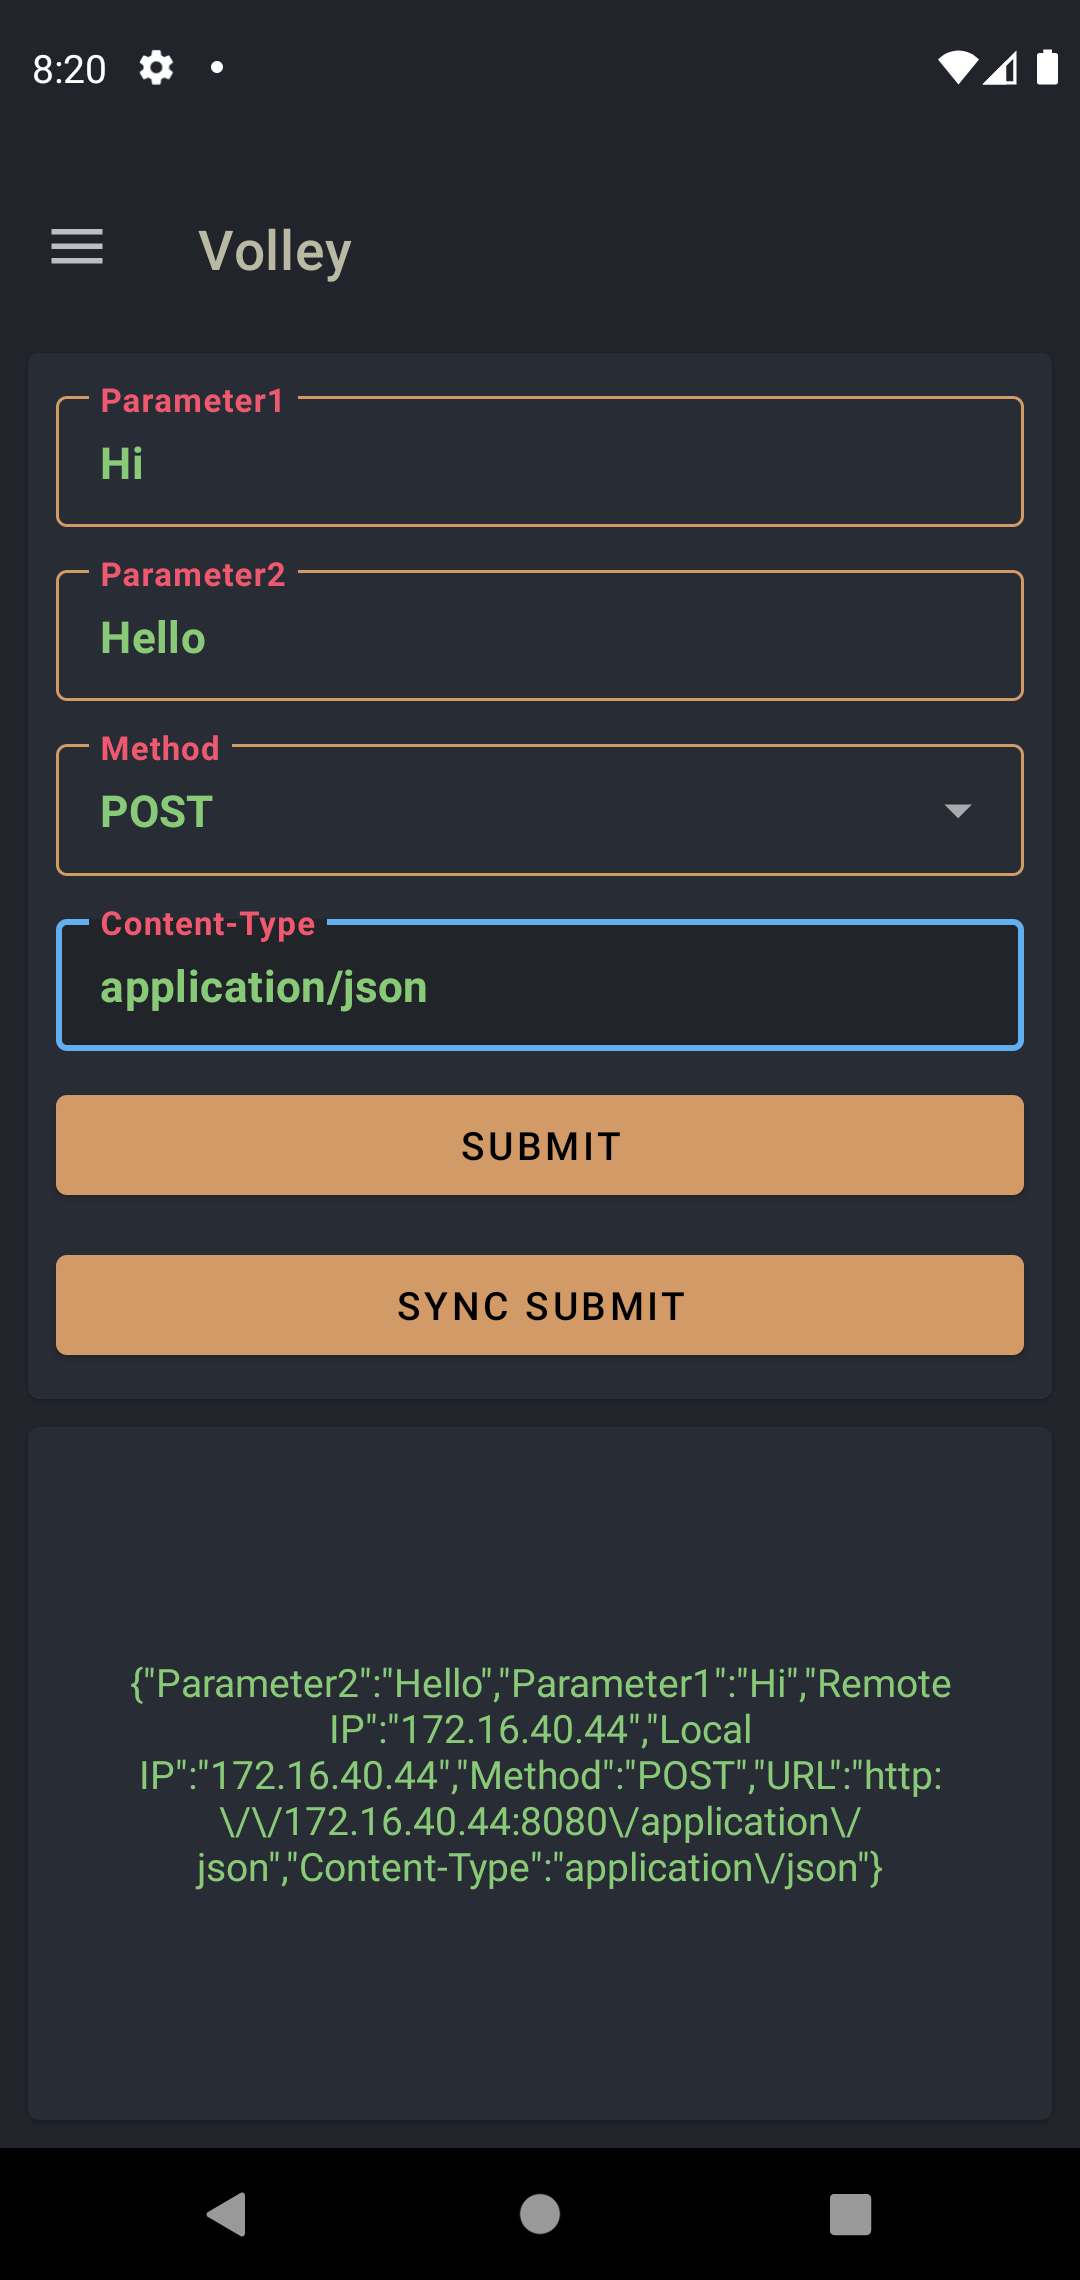 8:20
Volley
Parameter1
Hi
Parameter2
Hello
Method
POST
Content-Type
application/json
SUBMIT
SYNC SUBMIT
{"Parameter2":"Hello","Parameter1":"Hi","Remote
IP":"172.16.40.44","Local
IP":"172.16.40.44","Method":"POST","URL":"http:
\/\/172.16.40.44:8080\/application\/
json","Content-Type":"application\/json"}